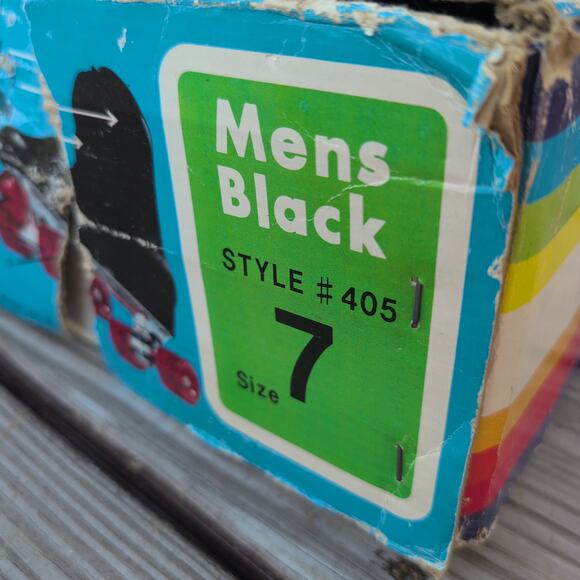 Mens
Black
STYLE # 405
Size 7